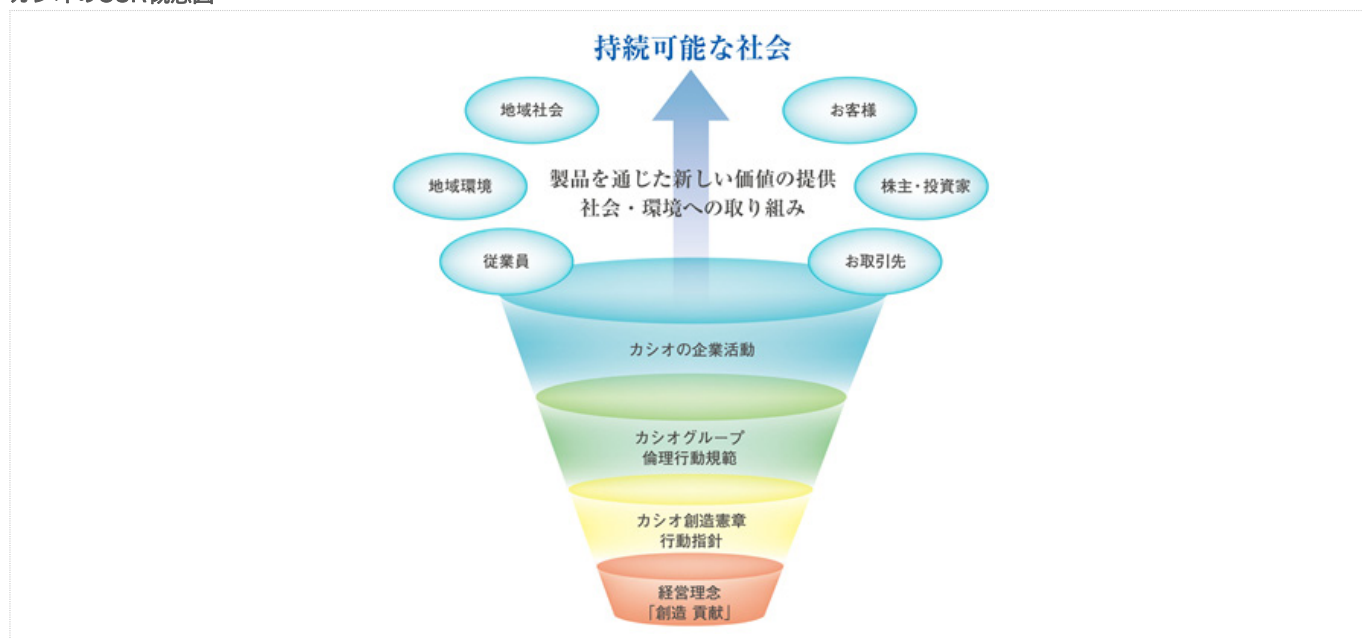 持続可能な社会
地域社会
お客様
地域環境
製品を通じた新しい価値の提供
社会・環境への取り組み
株主・投資家
従業員
お取引先
カシオの企業活動
カシオグループ
倫理行動規範
カシオ創造憲章
行動指針
経営理念
「創造 貢献」